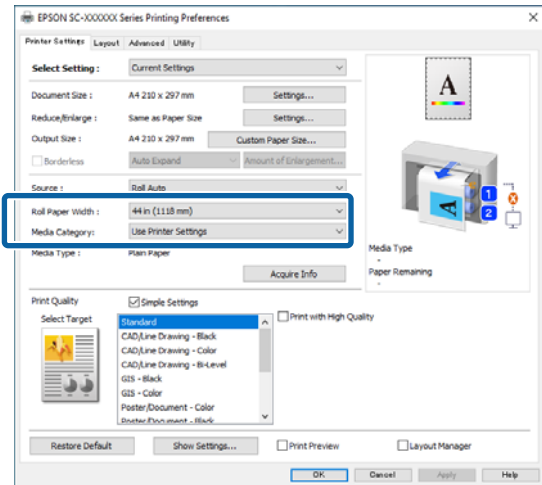 EPSON SC-XXXXXX Series Printing Preferences
Printer Settings Layout Advanced Utility
Select Setting : Current Settings
Document Size : A4 210 x 297 mm Settings...
Reduce/Enlarge : Same as Paper Size Settings...
Output Size : A4 210 x 297 mm Custom Paper Size...
Borderless Auto Expand Amount of Enlargement...
Source : Roll Auto
Roll Paper Width : 44 in (1118 mm)
Media Category: Use Printer Settings
Media Type : Plain Paper
Acquire Info
A
A
1
2
Media Type
-
Paper Remaining
-
Print Quality Simple Settings
Select Target
Standard
CAD/Line Drawing - Black
CAD/Line Drawing - Color
CAD/Line Drawing - Bi-Level
GIS - Black
GIS - Color
Poster/Document - Color
Poster/Document - Black
Print with High Quality
Restore Default Show Settings... Print Preview Layout Manager
OK Cancel Apply Help